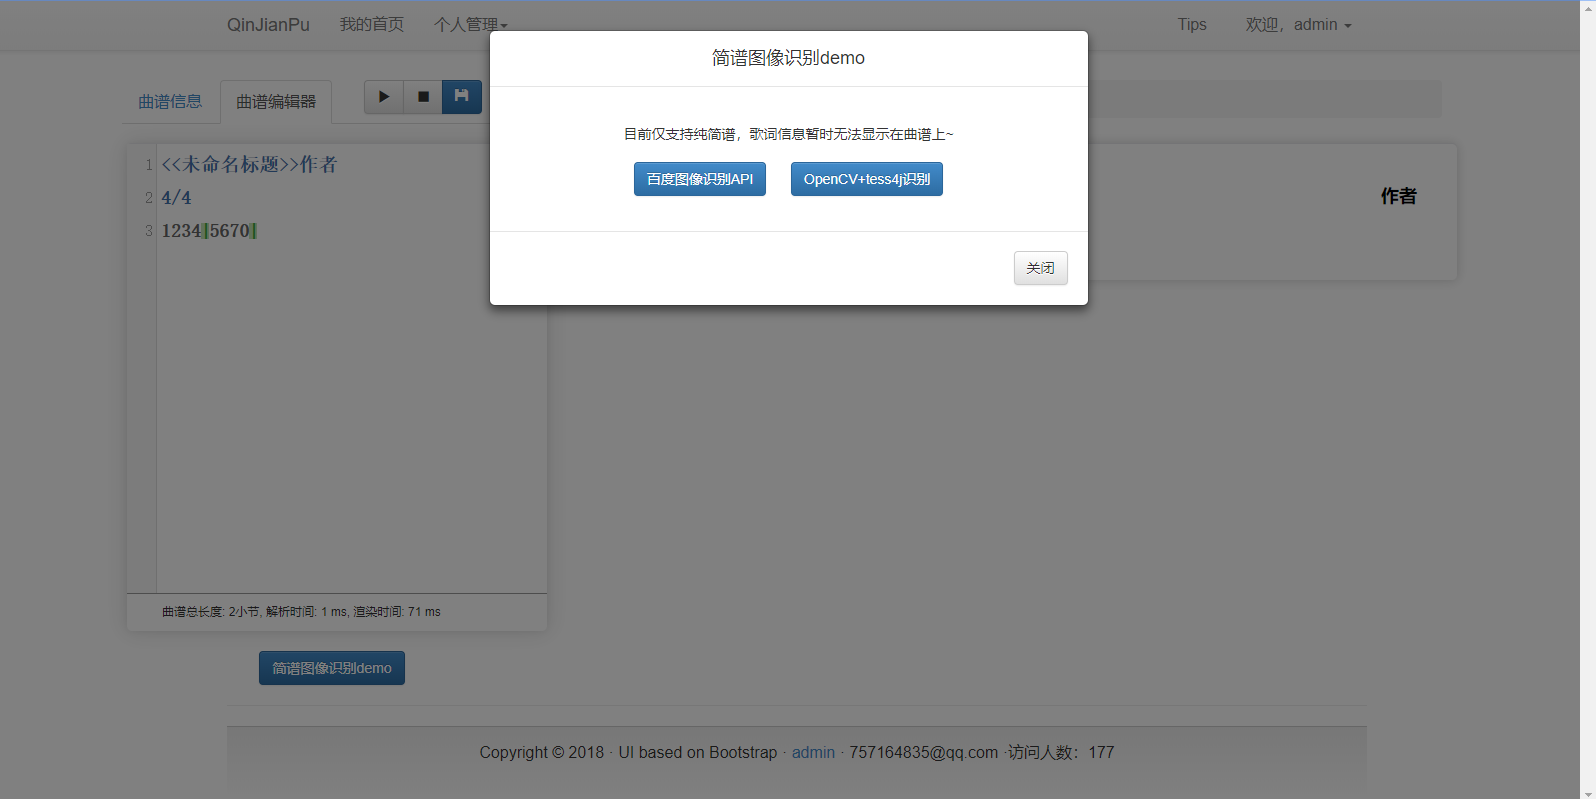 QinJianPu 我的首页 个人管理 Tips 欢迎，admin
简谱图像识别demo
曲谱信息 曲谱编辑器
目前仅支持纯简谱，歌词信息暂时无法显示在曲谱上~
百度图像识别API OpenCV+tess4j识别
关闭
1 <<未命名标题>>作者
2 4/4
3 1234|5670|
作者
曲谱总长度: 2小节, 解析时间: 1 ms, 渲染时间: 71 ms
简谱图像识别demo
Copyright © 2018 · UI based on Bootstrap · admin · 757164835@qq.com ·访问人数：177